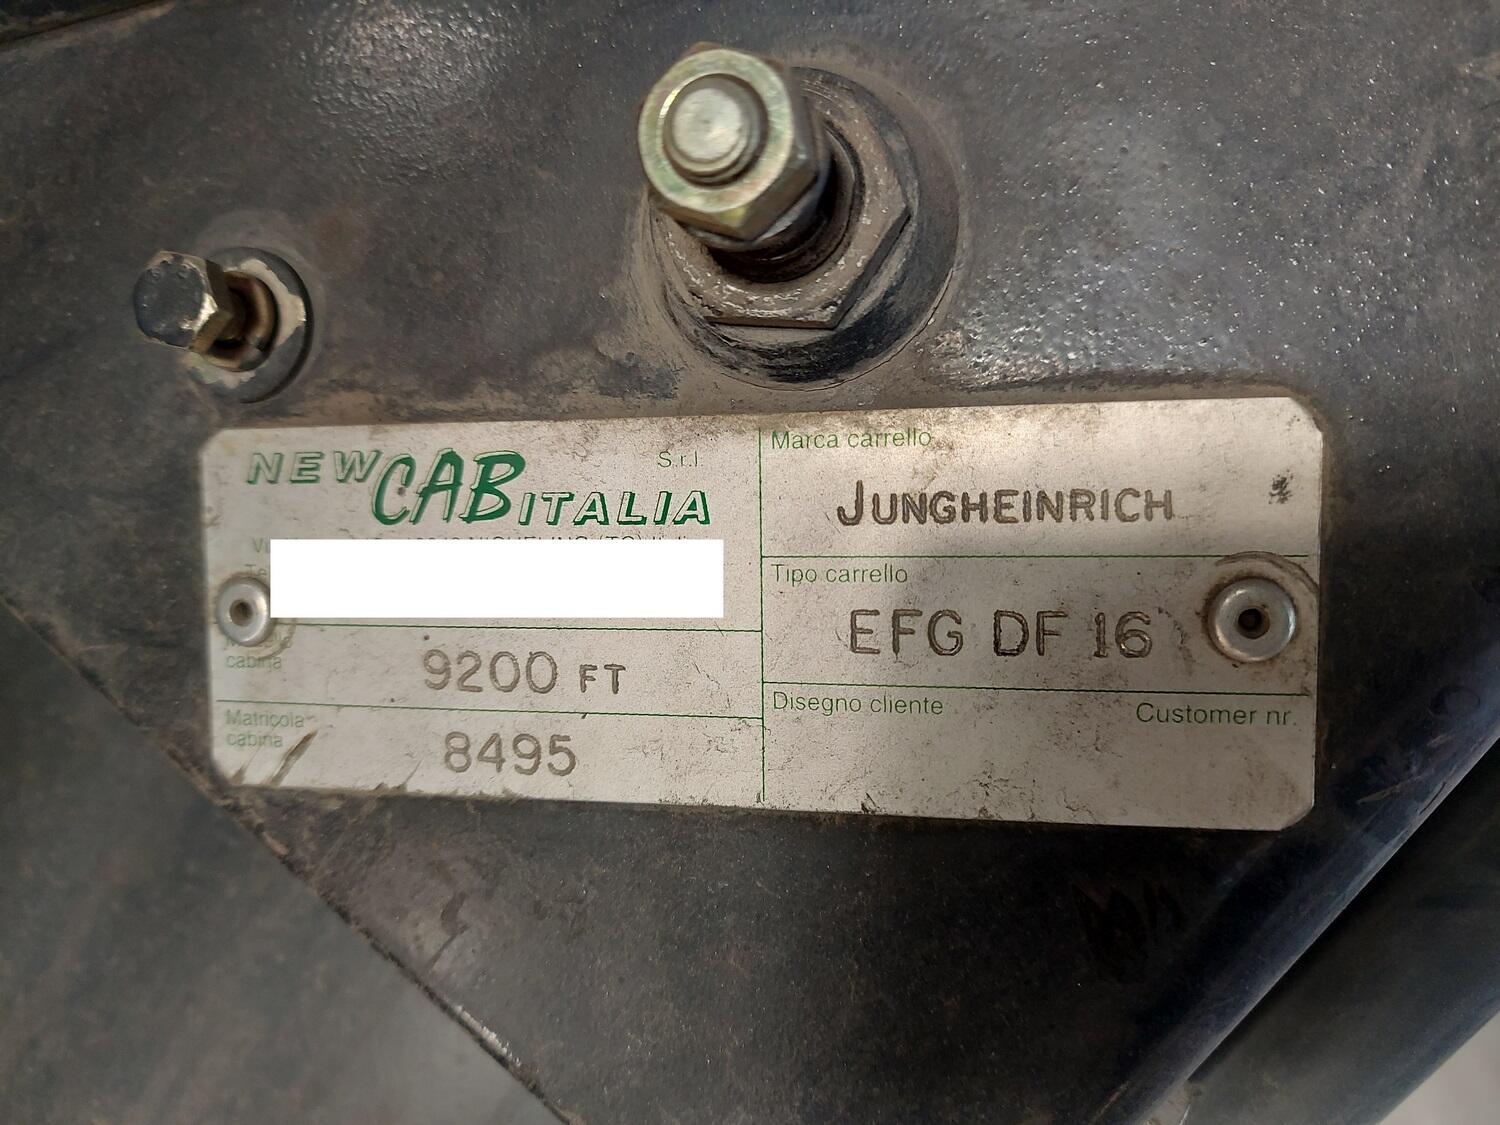 NEW CAB ITALIA S.r.l.
cabina
9200 FT
Matricola
cabina
8495
Marca carrello
JUNGHEINRICH
Tipo carrello
EFG DF 16
Disegno cliente Customer nr.